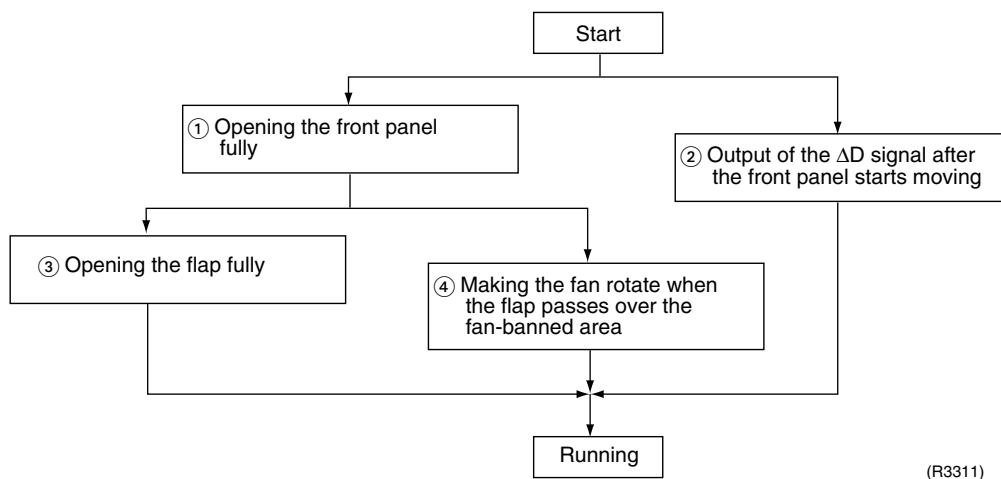 Start
① Opening the front panel
fully
② Output of the ΔD signal after
the front panel starts moving
③ Opening the flap fully
④ Making the fan rotate when
the flap passes over the
fan-banned area
Running
(R3311)